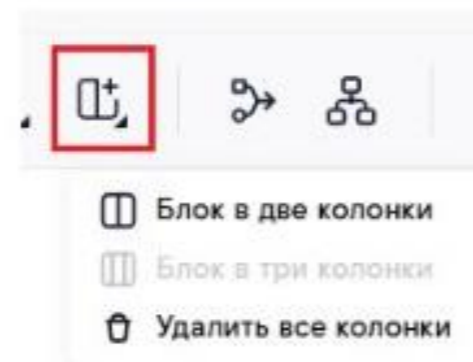 Блок в две колонки
Блок в три колонки
Удалить все колонки